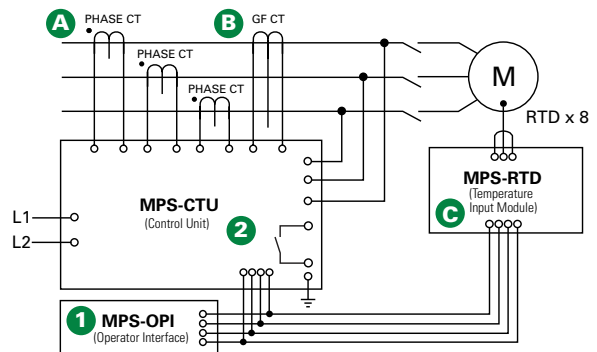 A PHASE CT
B GF CT
PHASE CT
PHASE CT
M
RTD x 8
MPS-CTU
(Control Unit)
2
MPS-RTD
(Temperature
Input Module)
C
L1
L2
1 MPS-OPI
(Operator Interface)